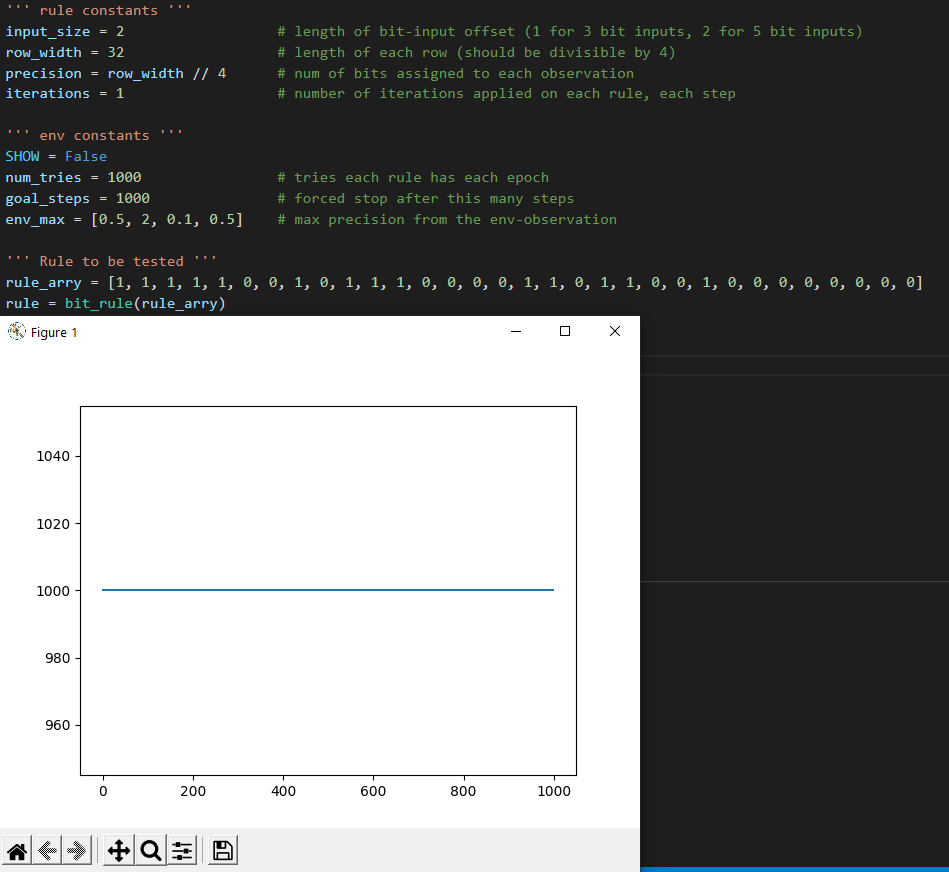 ''' rule constants '''
input_size = 2 # length of bit-input offset (1 for 3 bit inputs, 2 for 5 bit inputs)
row_width = 32 # length of each row (should be divisible by 4)
precision = row_width // 4 # num of bits assigned to each observation
iterations = 1 # number of iterations applied on each rule, each step
''' env constants '''
SHOW = False
num_tries = 1000 # tries each rule has each epoch
goal_steps = 1000 # forced stop after this many steps
env_max = [0.5, 2, 0.1, 0.5] # max precision from the env-observation
''' Rule to be tested '''
rule_arry = [1, 1, 1, 1, 1, 0, 0, 1, 0, 1, 1, 1, 0, 0, 0, 0, 1, 1, 0, 1, 1, 0, 0, 1, 0, 0, 0, 0, 0, 0, 0, 0]
rule = bit_rule(rule_arry)
Figure 1
1040
1020
1000
980
960
0 200 400 600 800 1000